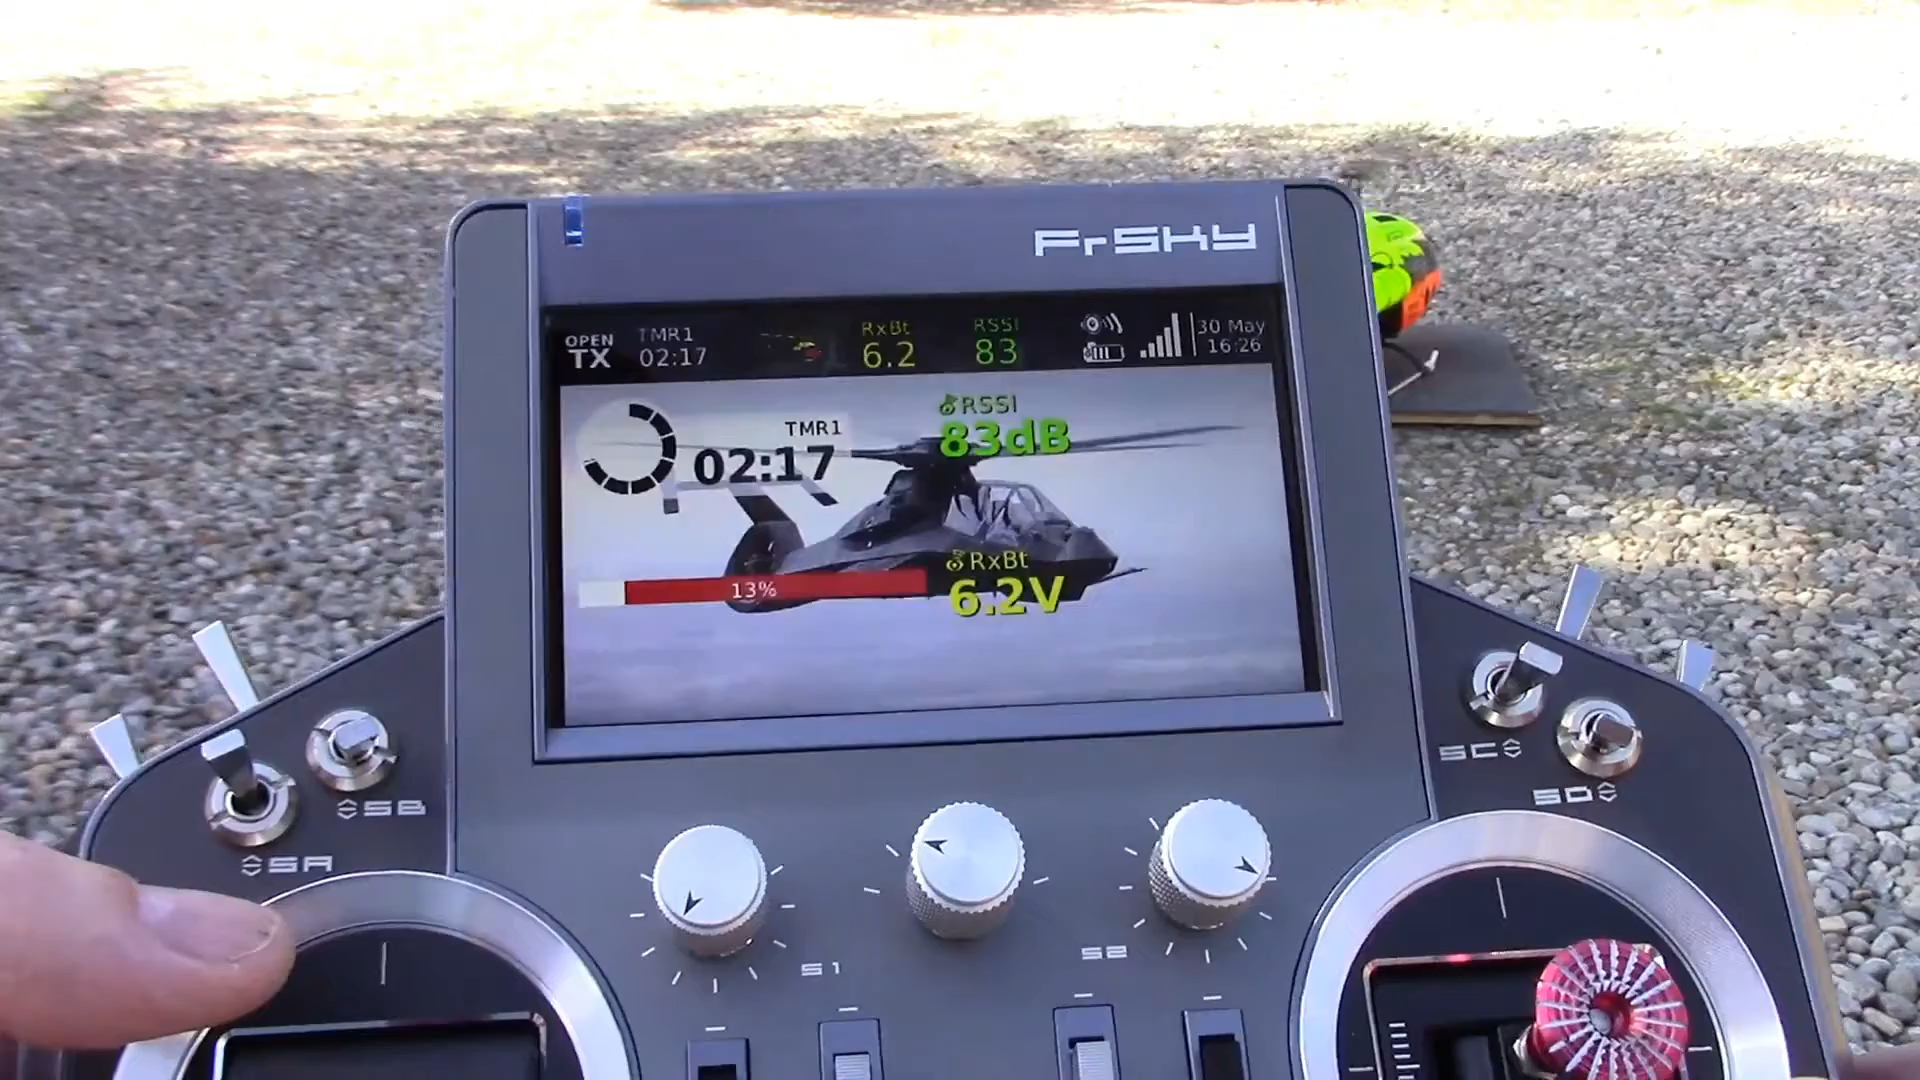 FrSky
OPEN
TX
TMR1
02:17
RxBt
6.2
RSSI
83
30 May
16:26
TMR1
02:17
RSSI
83dB
13%
RxBt
6.2V
SA
SB
SC
SD
S1
S2